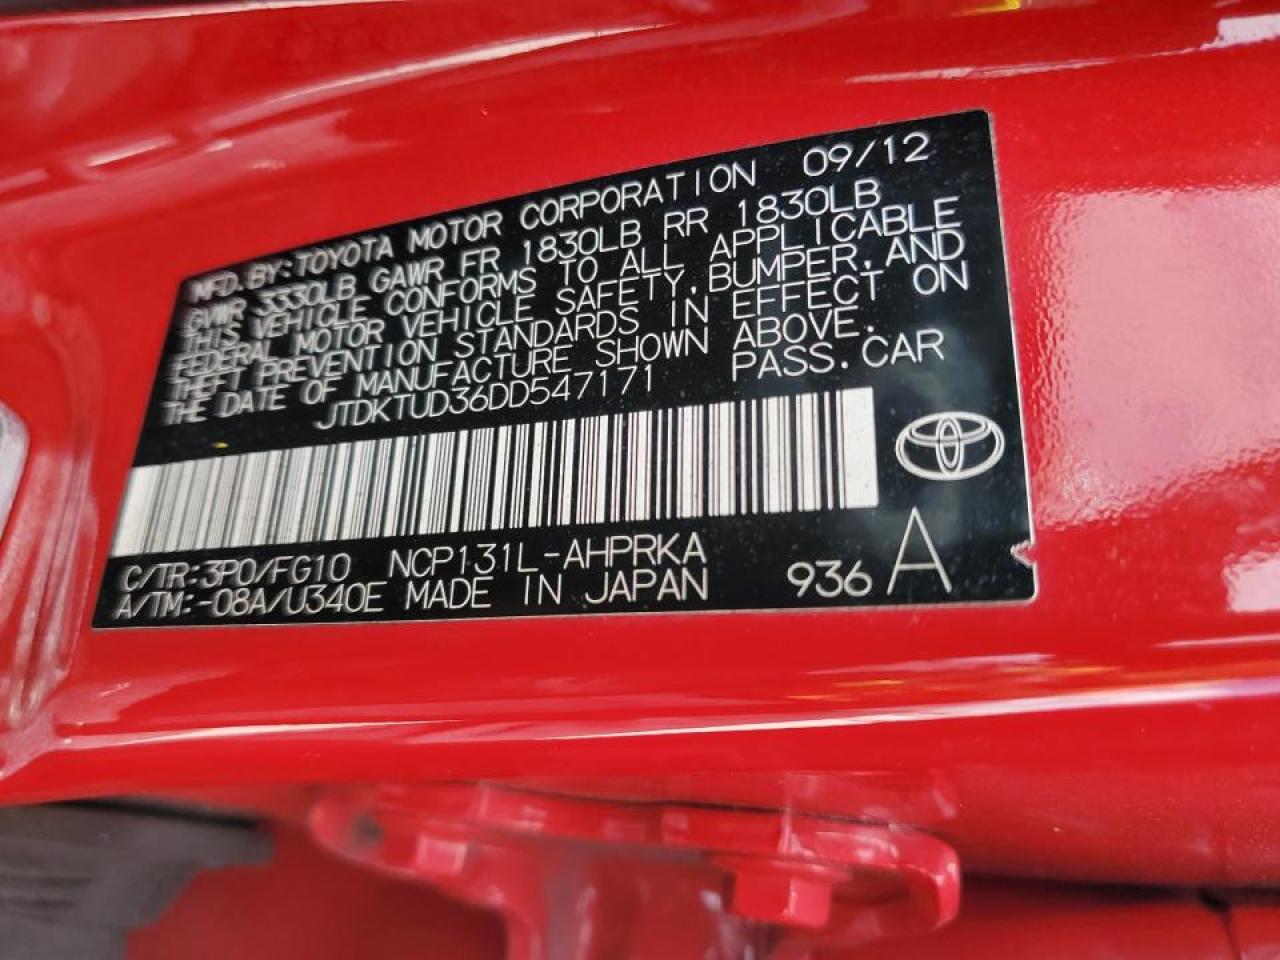 MFD. BY: TOYOTA MOTOR CORPORATION 09/12
GVWR 3330LB GAWR FR 1830LB RR 1830LB
THIS VEHICLE CONFORMS TO ALL APPLICABLE
FEDERAL MOTOR VEHICLE SAFETY, BUMPER, AND
THEFT PREVENTION STANDARDS IN EFFECT ON
THE DATE OF MANUFACTURE SHOWN ABOVE.
JTDKTUD36DD547171 PASS. CAR
C/TR: 3P0/FG10 NCP131L-AHPRKA
A/TM: -08A/U340E MADE IN JAPAN 936 A